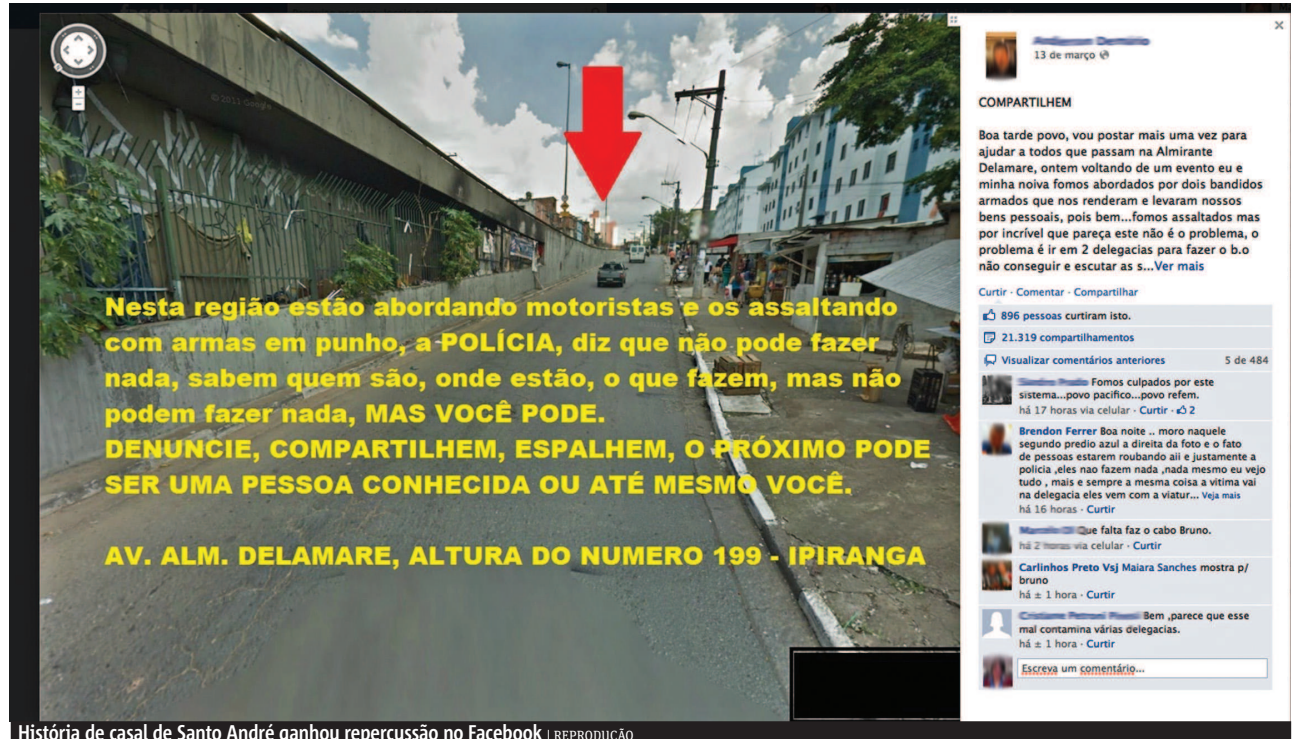 facebook
© 2011 Google
Nesta região estão abordando motoristas e os assaltando
com armas em punho, a POLÍCIA, diz que não pode fazer
nada, sabem quem são, onde estão, o que fazem, mas não
podem fazer nada, MAS VOCÊ PODE.
DENUNCIE, COMPARTILHEM, ESPALHEM, O PRÓXIMO PODE
SER UMA PESSOA CONHECIDA OU ATÉ MESMO VOCÊ.
AV. ALM. DELAMARE, ALTURA DO NUMERO 199 - IPIRANGA
13 de março
COMPARTILHEM
Boa tarde povo, vou postar mais uma vez para
ajudar a todos que passam na Almirante
Delamare, ontem voltando de um evento eu e
minha noiva fomos abordados por dois bandidos
armados que nos renderam e levaram nossos
bens pessoais, pois bem...fomos assaltados mas
por incrível que pareça este não é o problema, o
problema é ir em 2 delegacias para fazer o b.o
não conseguir e escutar as s...Ver mais
Curtir · Comentar · Compartilhar
896 pessoas curtiram isto.
21.319 compartilhamentos
Visualizar comentários anteriores 5 de 484
Fomos culpados por este
sistema...povo pacifico...povo refem.
há 17 horas via celular · Curtir · 2
Brendon Ferrer Boa noite .. moro naquele
segundo predio azul a direita da foto e o fato
de pessoas estarem roubando aii e justamente a
policia ,eles nao fazem nada ,nada mesmo eu vejo
tudo , mais e sempre a mesma coisa a vitima vai
na delegacia eles vem com a viatur... Veja mais
há 16 horas · Curtir
Que falta faz o cabo Bruno.
há 2 horas via celular · Curtir
Carlinhos Preto Vsj Maiara Sanches mostra p/
bruno
há ± 1 hora · Curtir
Bem ,parece que esse
mal contamina várias delegacias.
há ± 1 hora · Curtir
Escreva um comentário...
História de casal de Santo André ganhou repercussão no Facebook | REPRODUÇÃO